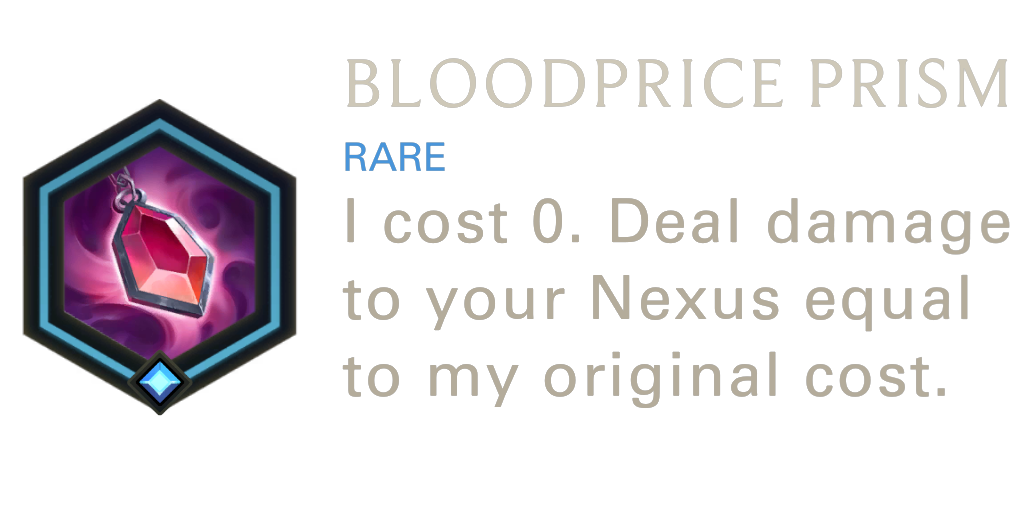 BLOODPRICE PRISM
RARE
I cost 0. Deal damage
to your Nexus equal
to my original cost.